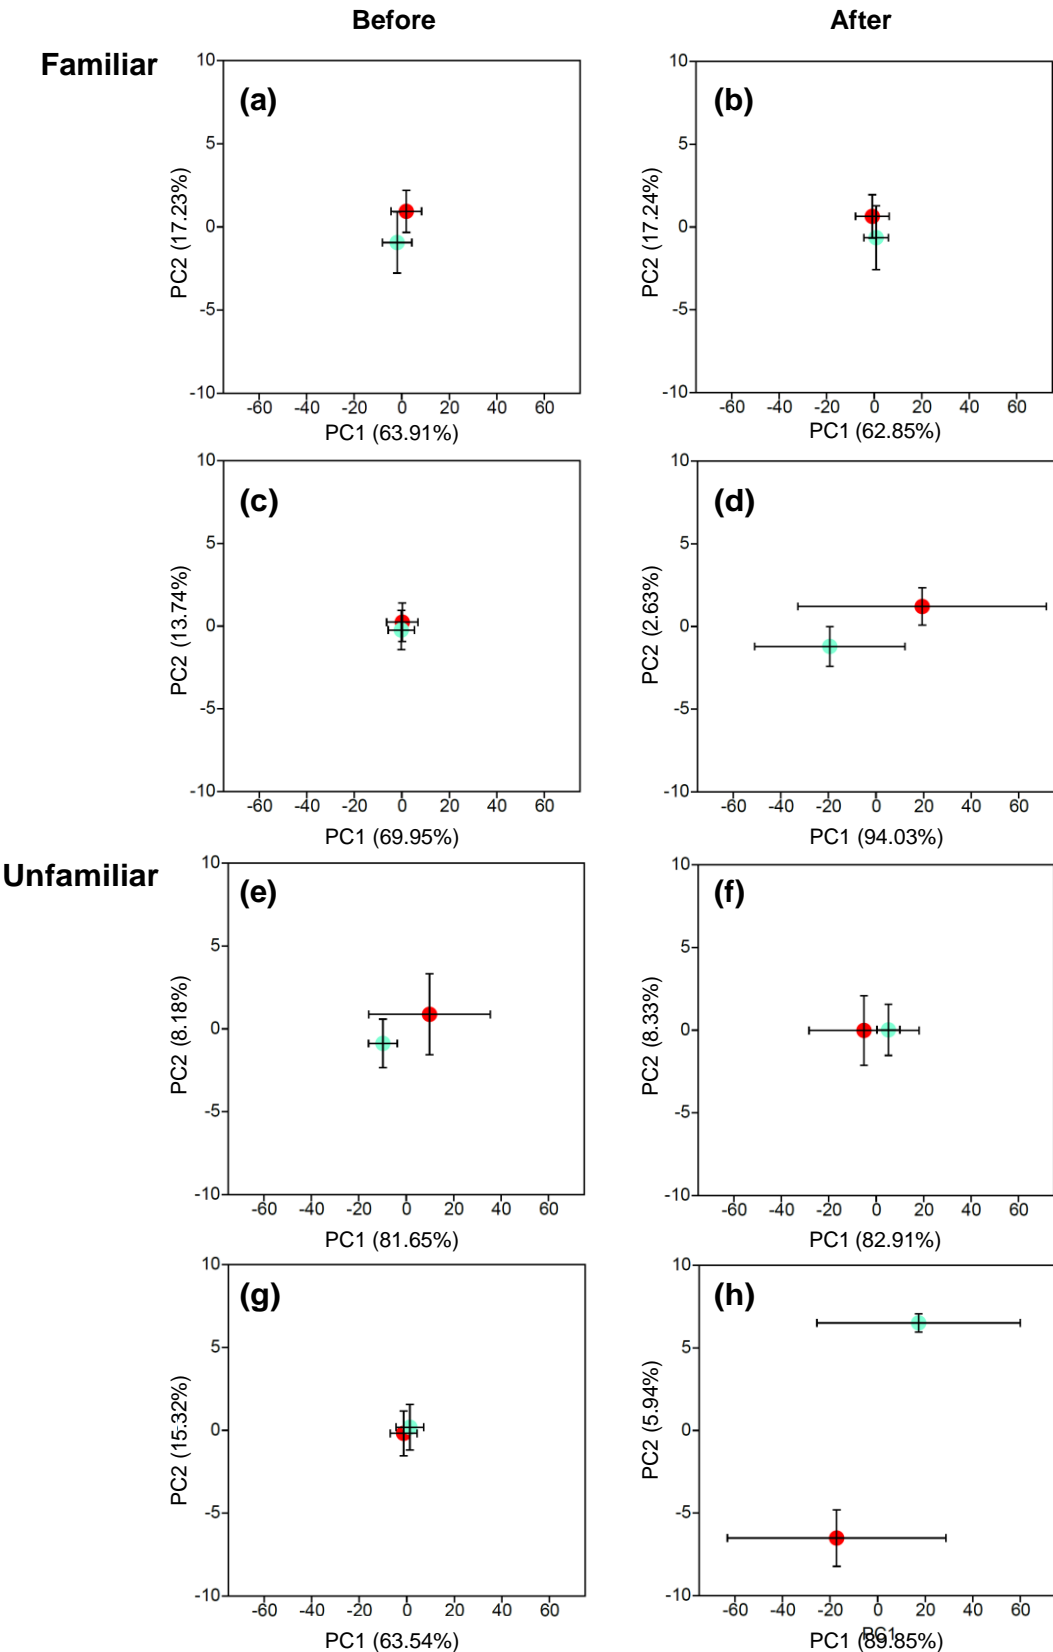 Before After
Familiar
(a) (b)
10 10
5 5
0 0
-5 -5
-10 -10
PC2 (17.23%) PC2 (17.24%)
-60 -40 -20 0 20 40 60 -60 -40 -20 0 20 40 60
PC1 (63.91%) PC1 (62.85%)
(c) (d)
10 10
5 5
0 0
-5 -5
-10 -10
PC2 (13.74%) PC2 (2.63%)
-60 -40 -20 0 20 40 60 -60 -40 -20 0 20 40 60
PC1 (69.95%) PC1 (94.03%)
Unfamiliar
(e) (f)
10 10
5 5
0 0
-5 -5
-10 -10
PC2 (8.18%) PC2 (8.33%)
-60 -40 -20 0 20 40 60 -60 -40 -20 0 20 40 60
PC1 (81.65%) PC1 (82.91%)
(g) (h)
10 10
5 5
0 0
-5 -5
-10 -10
PC2 (15.32%) PC2 (5.94%)
-60 -40 -20 0 20 40 60 -60 -40 -20 0 20 40 60
PC1
PC1 (63.54%) PC1 (89.85%)